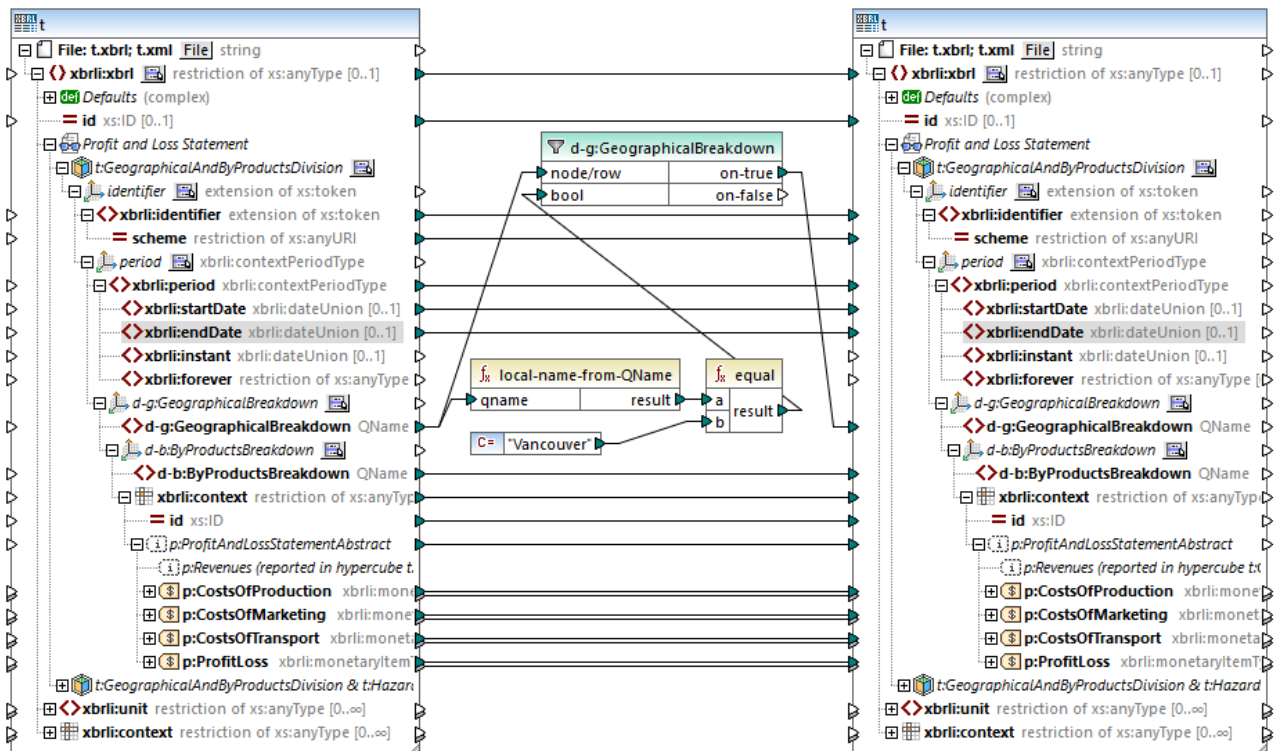 XBRL t
File: t.xbrl; t.xml File string
xbrli:xbrl restriction of xs:anyType [0..1]
def Defaults (complex)
id xs:ID [0..1]
Profit and Loss Statement
t:GeographicalAndByProductsDivision
identifier extension of xs:token
xbrli:identifier extension of xs:token
scheme restriction of xs:anyURI
period xbrli:contextPeriodType
xbrli:period xbrli:contextPeriodType
xbrli:startDate xbrli:dateUnion [0..1]
xbrli:endDate xbrli:dateUnion [0..1]
xbrli:instant xbrli:dateUnion [0..1]
xbrli:forever restriction of xs:anyType
d-g:GeographicalBreakdown
d-g:GeographicalBreakdown QName
d-b:ByProductsBreakdown
d-b:ByProductsBreakdown QName
xbrli:context restriction of xs:anyTyp
id xs:ID
i p:ProfitAndLossStatementAbstract
i p:Revenues (reported in hypercube t.
$ p:CostsOfProduction xbrli:mone
$ p:CostsOfMarketing xbrli:monet
$ p:CostsOfTransport xbrli:monet
$ p:ProfitLoss xbrli:monetaryItem
t:GeographicalAndByProductsDivision & t:Hazard
xbrli:unit restriction of xs:anyType [0..∞]
xbrli:context restriction of xs:anyType [0..∞]
d-g:GeographicalBreakdown
node/row on-true
bool on-false
fx local-name-from-QName
qname result
fx equal
a
result
b
C= "Vancouver"
XBRL t
File: t.xbrl; t.xml File string
xbrli:xbrl restriction of xs:anyType [0..1]
def Defaults (complex)
id xs:ID [0..1]
Profit and Loss Statement
t:GeographicalAndByProductsDivision
identifier extension of xs:token
xbrli:identifier extension of xs:token
scheme restriction of xs:anyURI
period xbrli:contextPeriodType
xbrli:period xbrli:contextPeriodType
xbrli:startDate xbrli:dateUnion [0..1]
xbrli:endDate xbrli:dateUnion [0..1]
xbrli:instant xbrli:dateUnion [0..1]
xbrli:forever restriction of xs:anyType [
d-g:GeographicalBreakdown
d-g:GeographicalBreakdown QName
d-b:ByProductsBreakdown
d-b:ByProductsBreakdown QName
xbrli:context restriction of xs:anyType
id xs:ID
i p:ProfitAndLossStatementAbstract
i p:Revenues (reported in hypercube t:
$ p:CostsOfProduction xbrli:mone
$ p:CostsOfMarketing xbrli:monet
$ p:CostsOfTransport xbrli:moneta
$ p:ProfitLoss xbrli:monetaryItemT
t:GeographicalAndByProductsDivision & t:Hazard
xbrli:unit restriction of xs:anyType [0..∞]
xbrli:context restriction of xs:anyType [0..∞]